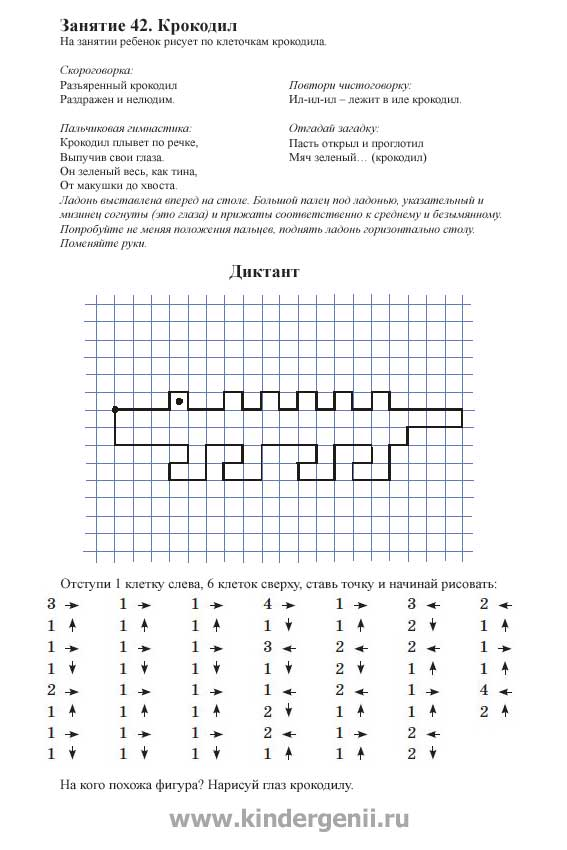 Занятие 42. Крокодил
На занятии ребенок рисует по клеточкам крокодила.
Скороговорка:
Разъяренный крокодил
Раздражен и нелюдим.
Повтори чистоговорку:
Ил-ил-ил – лежит в иле крокодил.
Пальчиковая гимнастика:
Крокодил плывет по речке,
Выпучив свои глаза.
Он зеленый весь, как тина,
От макушки до хвоста.
Отгадай загадку:
Пасть открыл и проглотил
Мяч зеленый… (крокодил)
Ладонь выставлена вперед на столе. Большой палец под ладонью, указательный и
мизинец согнуты (это глаза) и прижаты соответственно к среднему и безымянному.
Попробуйте не меняя положения пальцев, поднять ладонь горизонтально столу.
Поменяйте руки.
Диктант
Отступи 1 клетку слева, 6 клеток сверху, ставь точку и начинай рисовать:
3 → 1 → 1 → 4 → 1 → 3 ← 2 ←
1 ↑ 1 ↑ 1 ↑ 1 ↓ 1 ↑ 2 ↓ 1 ↑
1 → 1 → 1 → 3 ← 2 ← 2 ← 1 →
1 ↓ 1 ↓ 1 ↓ 1 ↓ 2 ↓ 1 ↑ 1 ↑
2 → 1 → 1 → 1 ← 2 ← 1 → 4 ←
1 ↑ 1 ↑ 1 ↑ 2 ↓ 1 ↑ 1 ↑ 2 ↑
1 → 1 → 1 → 2 ← 1 → 2 ←
1 ↓ 1 ↓ 1 ↓ 1 ↑ 1 ↑ 2 ↓
На кого похожа фигура? Нарисуй глаз крокодилу.
www.kindergenii.ru